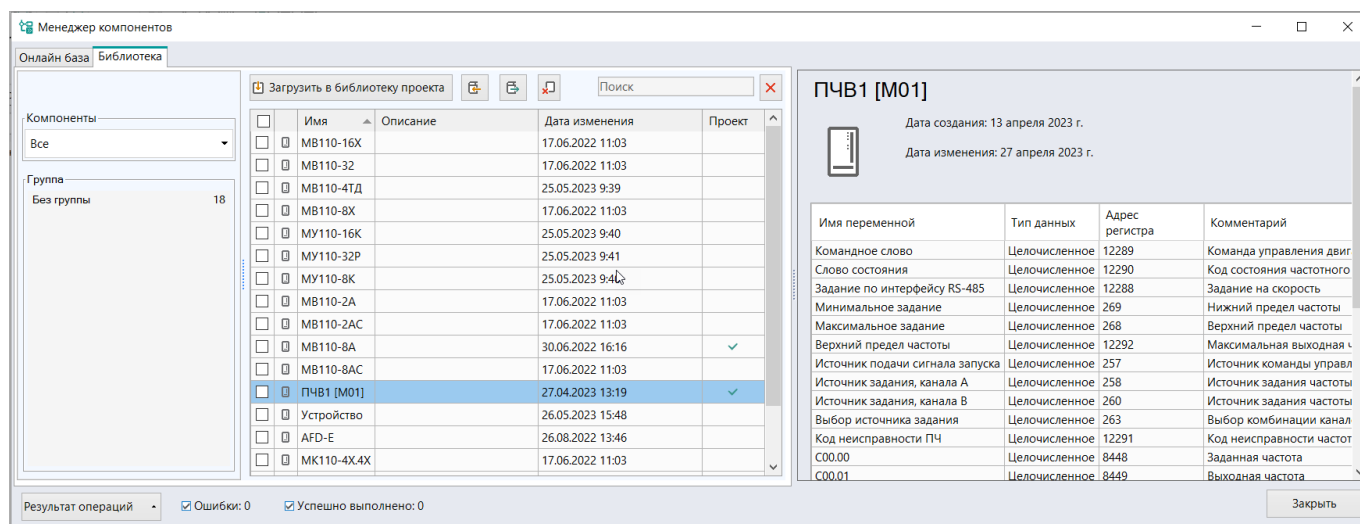 Менеджер компонентов
Онлайн база Библиотека
Загрузить в библиотеку проекта Поиск
Компоненты
Все
Группа
Без группы 18
Имя Описание Дата изменения Проект
МВ110-16Х 17.06.2022 11:03
МВ110-32 17.06.2022 11:03
МВ110-4ТД 25.05.2023 9:39
МВ110-8Х 17.06.2022 11:03
МУ110-16К 25.05.2023 9:40
МУ110-32Р 25.05.2023 9:41
МУ110-8К 25.05.2023
МВ110-2А 17.06.2022 11:03
МВ110-2АС 17.06.2022 11:03
МВ110-8А 30.06.2022 16:16
МВ110-8АС 17.06.2022 11:03
ПЧВ1 [М01] 27.04.2023 13:19
Устройство 26.05.2023 15:48
AFD-E 26.08.2022 13:46
МК110-4Х.4Х 17.06.2022 11:03
ПЧВ1 [М01]
Дата создания: 13 апреля 2023 г.
Дата изменения: 27 апреля 2023 г.
Имя переменной Тип данных Адрес регистра Комментарий
Командное слово Целочисленное 12289 Команда управления двиг
Слово состояния Целочисленное 12290 Код состояния частотного
Задание по интерфейсу RS-485 Целочисленное 12288 Задание на скорость
Минимальное задание Целочисленное 269 Нижний предел частоты
Максимальное задание Целочисленное 268 Верхний предел частоты
Верхний предел частоты Целочисленное 12292 Максимальная выходная ч
Источник подачи сигнала запуска Целочисленное 257 Источник команды управл
Источник задания, канала А Целочисленное 258 Источник задания частоты
Источник задания, канала В Целочисленное 260 Источник задания частоты
Выбор источника задания Целочисленное 263 Выбор комбинации канал
Код неисправности ПЧ Целочисленное 12291 Код неисправности частот
C00.00 Целочисленное 8448 Заданная частота
C00.01 Целочисленное 8449 Выходная частота
Результат операций Ошибки: 0 Успешно выполнено: 0 Закрыть